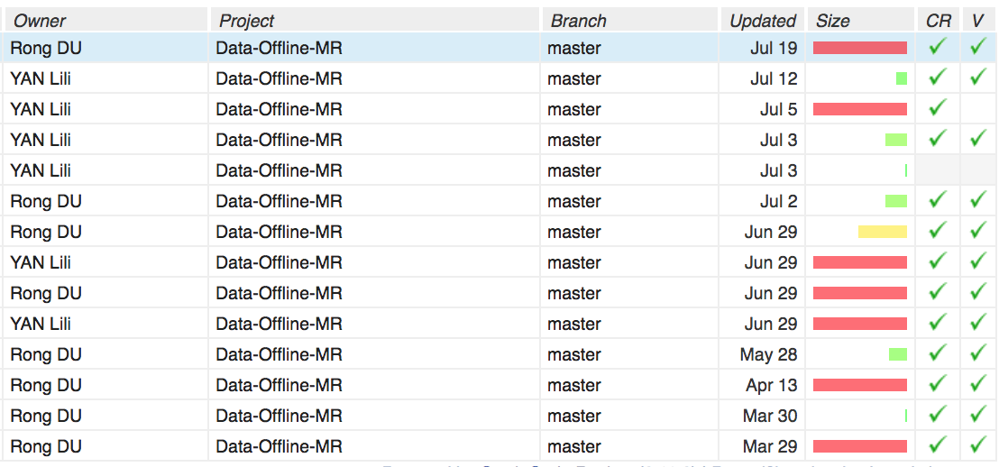 Owner Project Branch Updated Size CR V
Rong DU Data-Offline-MR master Jul 19 ✓ ✓
YAN Lili Data-Offline-MR master Jul 12 ✓ ✓
YAN Lili Data-Offline-MR master Jul 5 ✓
YAN Lili Data-Offline-MR master Jul 3 ✓ ✓
YAN Lili Data-Offline-MR master Jul 3
Rong DU Data-Offline-MR master Jul 2 ✓ ✓
Rong DU Data-Offline-MR master Jun 29 ✓ ✓
YAN Lili Data-Offline-MR master Jun 29 ✓ ✓
Rong DU Data-Offline-MR master Jun 29 ✓ ✓
YAN Lili Data-Offline-MR master Jun 29 ✓ ✓
Rong DU Data-Offline-MR master May 28 ✓ ✓
Rong DU Data-Offline-MR master Apr 13 ✓ ✓
Rong DU Data-Offline-MR master Mar 30 ✓ ✓
Rong DU Data-Offline-MR master Mar 29 ✓ ✓